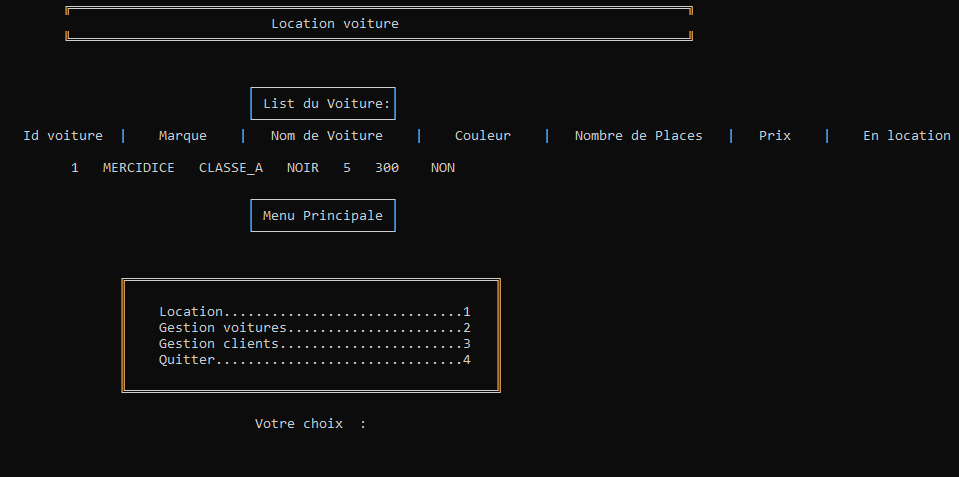 Location voiture
List du Voiture:
Id voiture | Marque | Nom de Voiture | Couleur | Nombre de Places | Prix | En location
1 MERCIDICE CLASSE_A NOIR 5 300 NON
Menu Principale
Location..............................1
Gestion voitures......................2
Gestion clients.......................3
Quitter...............................4
Votre choix :